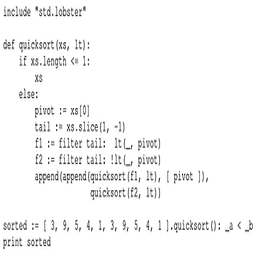 include "std.lobster"

def quicksort(xs, lt):
    if xs.length <= 1:
        xs
    else:
        pivot := xs[0]
        tail := xs.slice(1, -1)
        f1 := filter tail:  lt(_, pivot)
        f2 := filter tail: !lt(_, pivot)
        append(append(quicksort(f1, lt), [ pivot ]),
                      quicksort(f2, lt))

sorted := [ 3, 9, 5, 4, 1, 3, 9, 5, 4, 1 ].quicksort(): _a < _b
print sorted